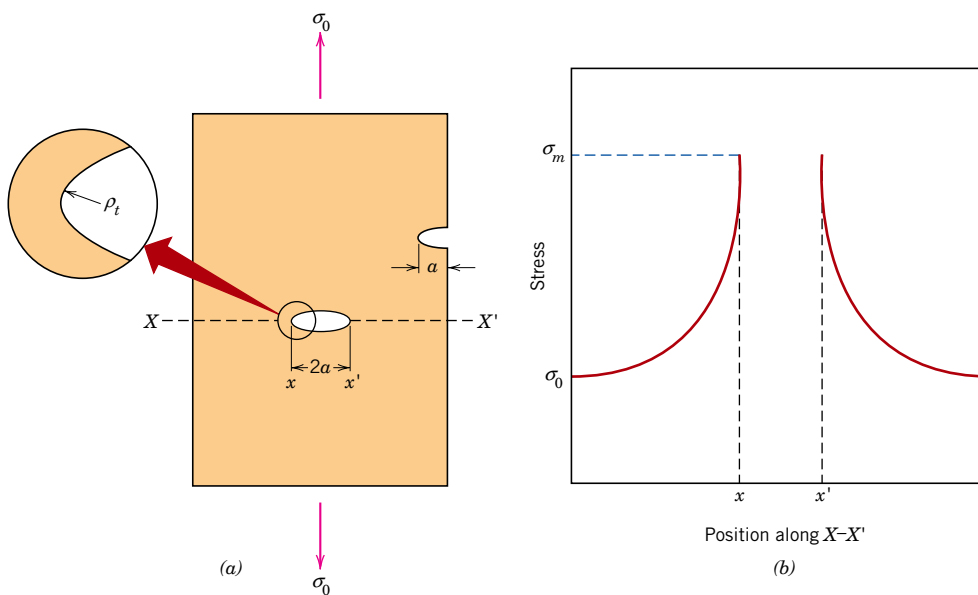 σ₀
ρₜ
a
X
X'
2a
x
x'
σ₀
(a)
Stress
σₘ
σ₀
x
x'
Position along X–X'
(b)